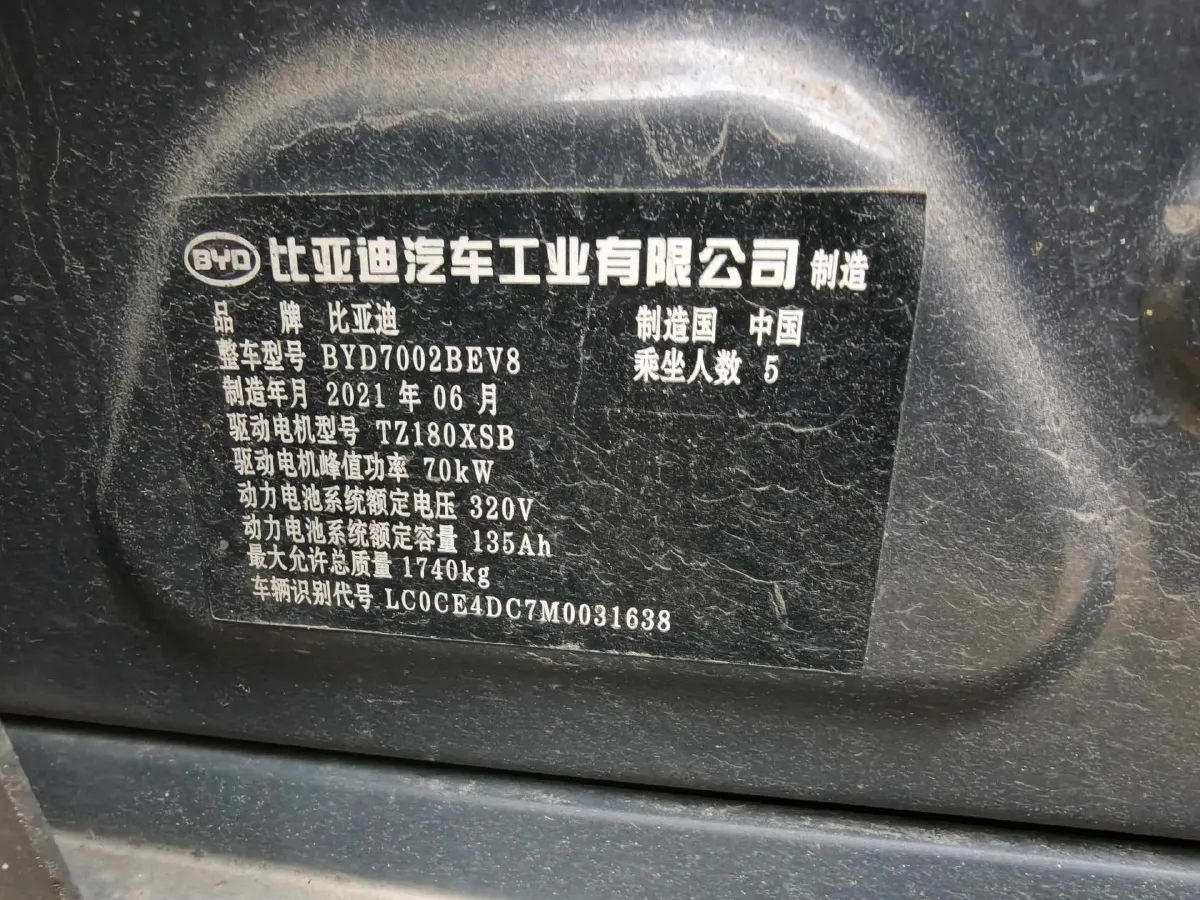 BYD 比亚迪汽车工业有限公司 制造
品 牌 比亚迪 制造国 中国
整车型号 BYD7002BEV8 乘坐人数 5
制造年月 2021 年 06 月
驱动电机型号 TZ180XSB
驱动电机峰值功率 70kW
动力电池系统额定电压 320V
动力电池系统额定容量 135Ah
最大允许总质量 1740kg
车辆识别代号 LC0CE4DC7M0031638